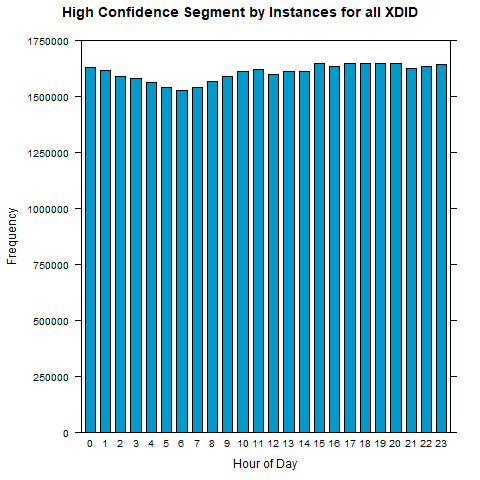 High Confidence Segment by Instances for all XDID
1750000
1500000
1250000
1000000
750000
500000
250000
0
Frequency
0 1 2 3 4 5 6 7 8 9 10 11 12 13 14 15 16 17 18 19 20 21 22 23
Hour of Day